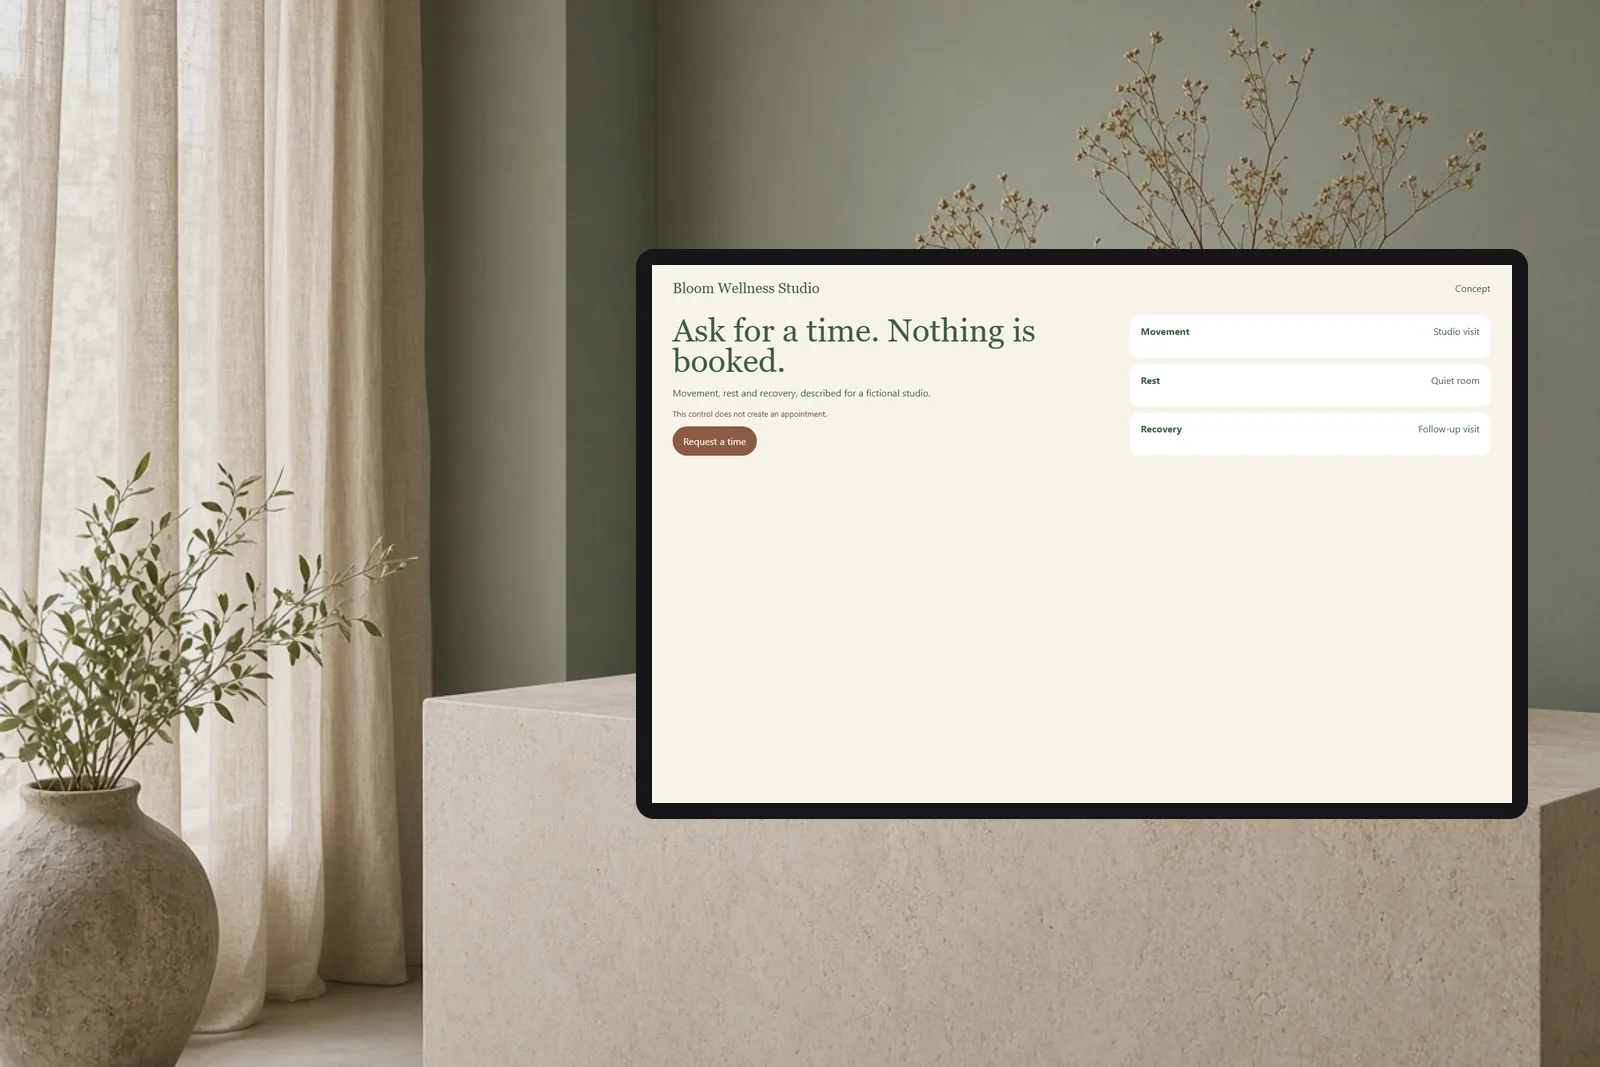 Bloom Wellness Studio
Concept
Ask for a time. Nothing is
booked.
Movement, rest and recovery, described for a fictional studio.
This control does not create an appointment.
Request a time
Movement
Studio visit
Rest
Quiet room
Recovery
Follow-up visit